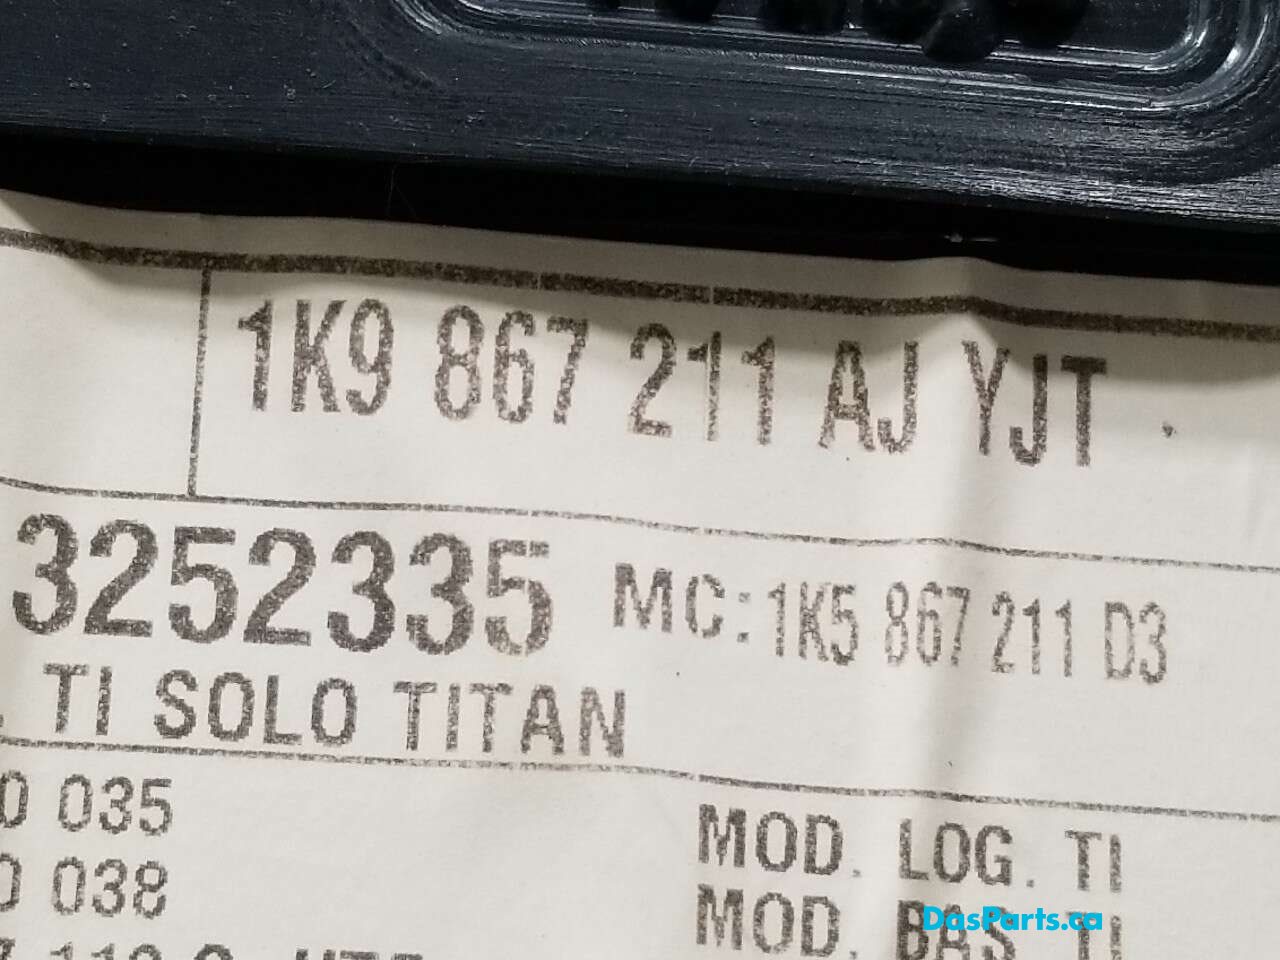 1K9 867 211 AJ YJT
3252335 MC:1K5 867 211 D3
TI SOLO TITAN
0 035
MOD. LOG. TI
0 038
MOD. BAS. TI
DasParts.ca